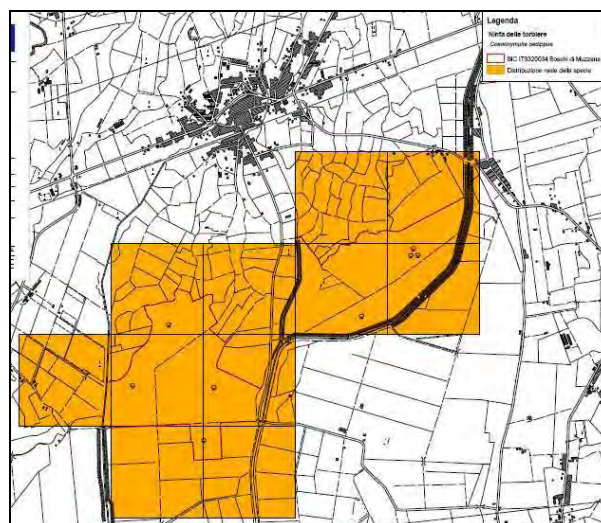 Legenda
Ninfa delle torbiere
Coenonympha oedippus
SIC IT3320034 Boschi di Muzzana
Distribuzione reale della specie